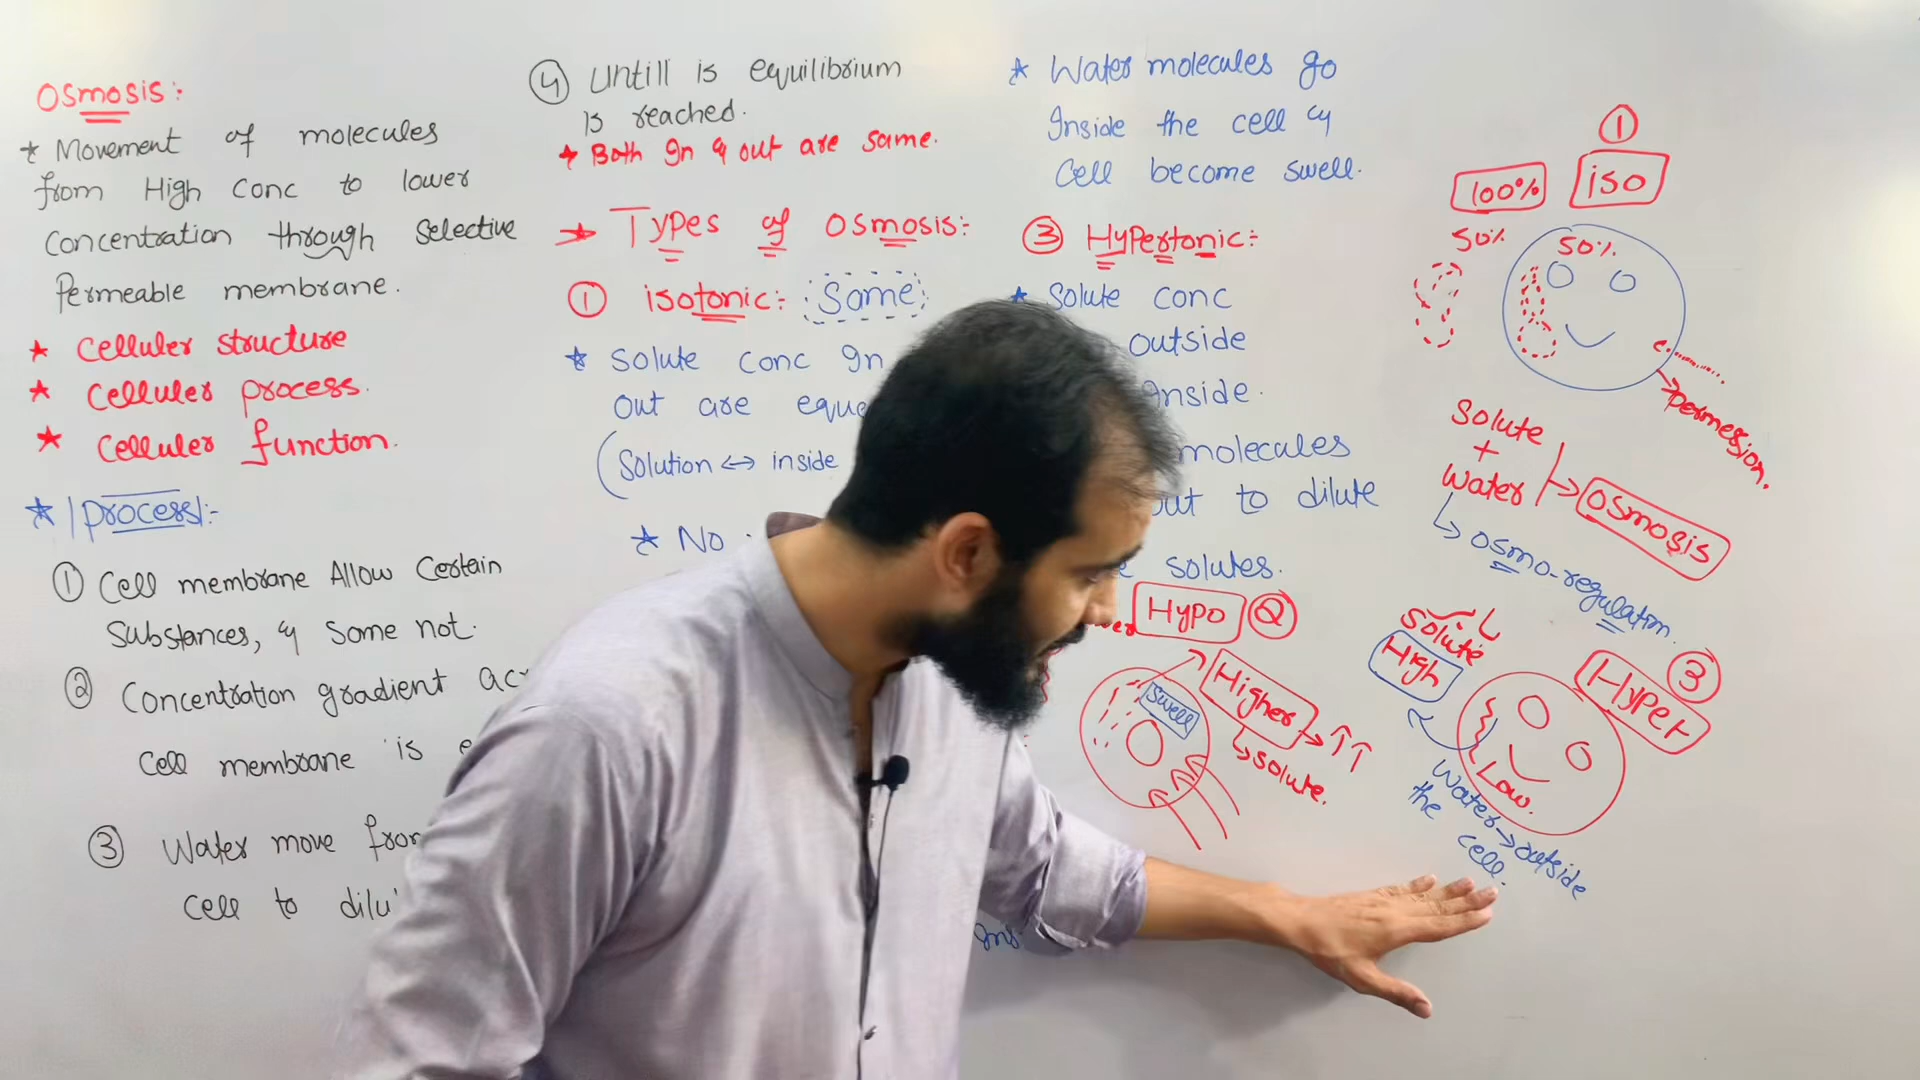 Osmosis:
* Movement of molecules
from High Conc to lower
Concentration through Selective
Permeable membrane.
* Celluler structure
* Celluler process.
* Celluler function.
* |process|:-
① Cell membrane Allow Certain
Substances, & Some not.
② Concentration gradient acr
Cell membrane is e
③ Water move from
Cell to dilu
④ Untill is equilibrium
is reached.
* Both In & out are same.
→ Types of Osmosis:-
① isotonic:- Same
* Solute Conc In
Out are equa
(Solution ↔ inside
* No
* Water molecules go
Inside the cell &
Cell become swell.
③ Hypertonic:-
* Solute Conc
outside
Inside.
molecules
out to dilute
solutes.
Ins
①
100% iso
50% 50%
permesion.
Solute
+
Water → Osmosis
↳ Osmo-regulation.
Hypo ②
Swell
Higher → ↑↑
↳ Solute.
Solute
High
Hyper ③
Low.
Water → outside
the cell.